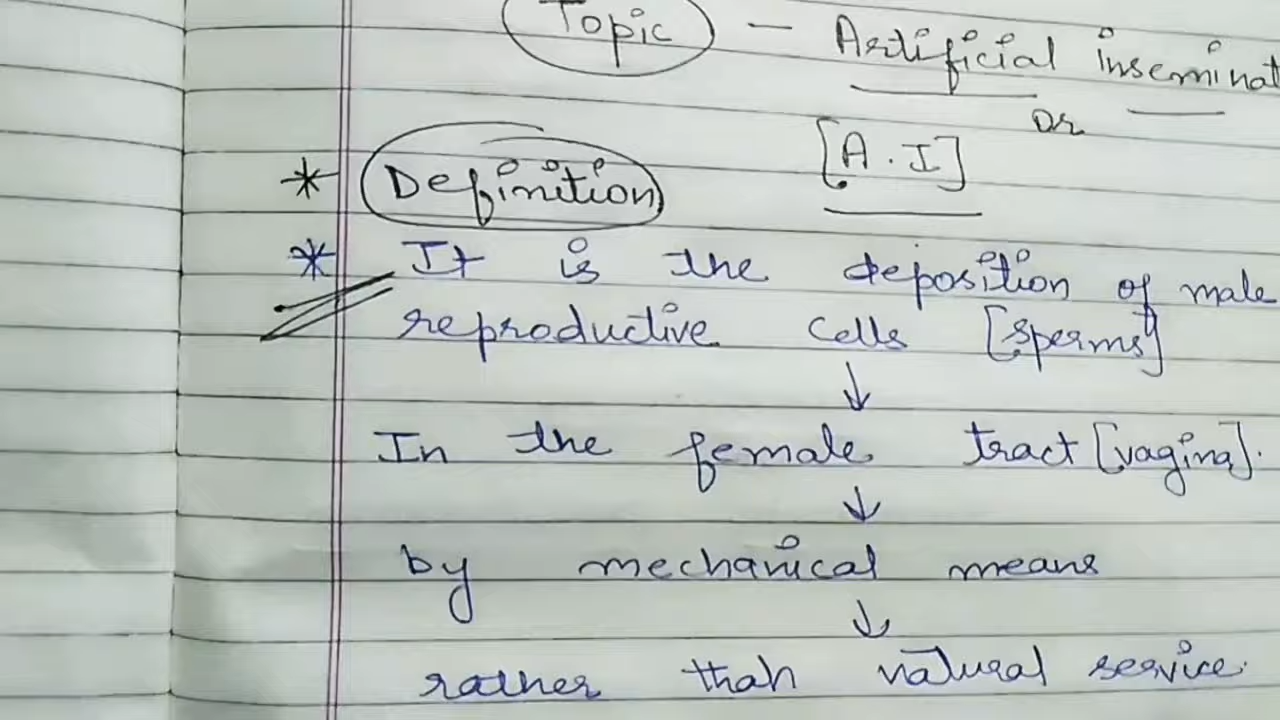 Topic — Artificial inseminat
or
[A.I]
* Definition
* It is the deposition of male
reproductive cells [sperms]
↓
In the female tract [vagina].
↓
by mechanical means
↓
rather than natural service.